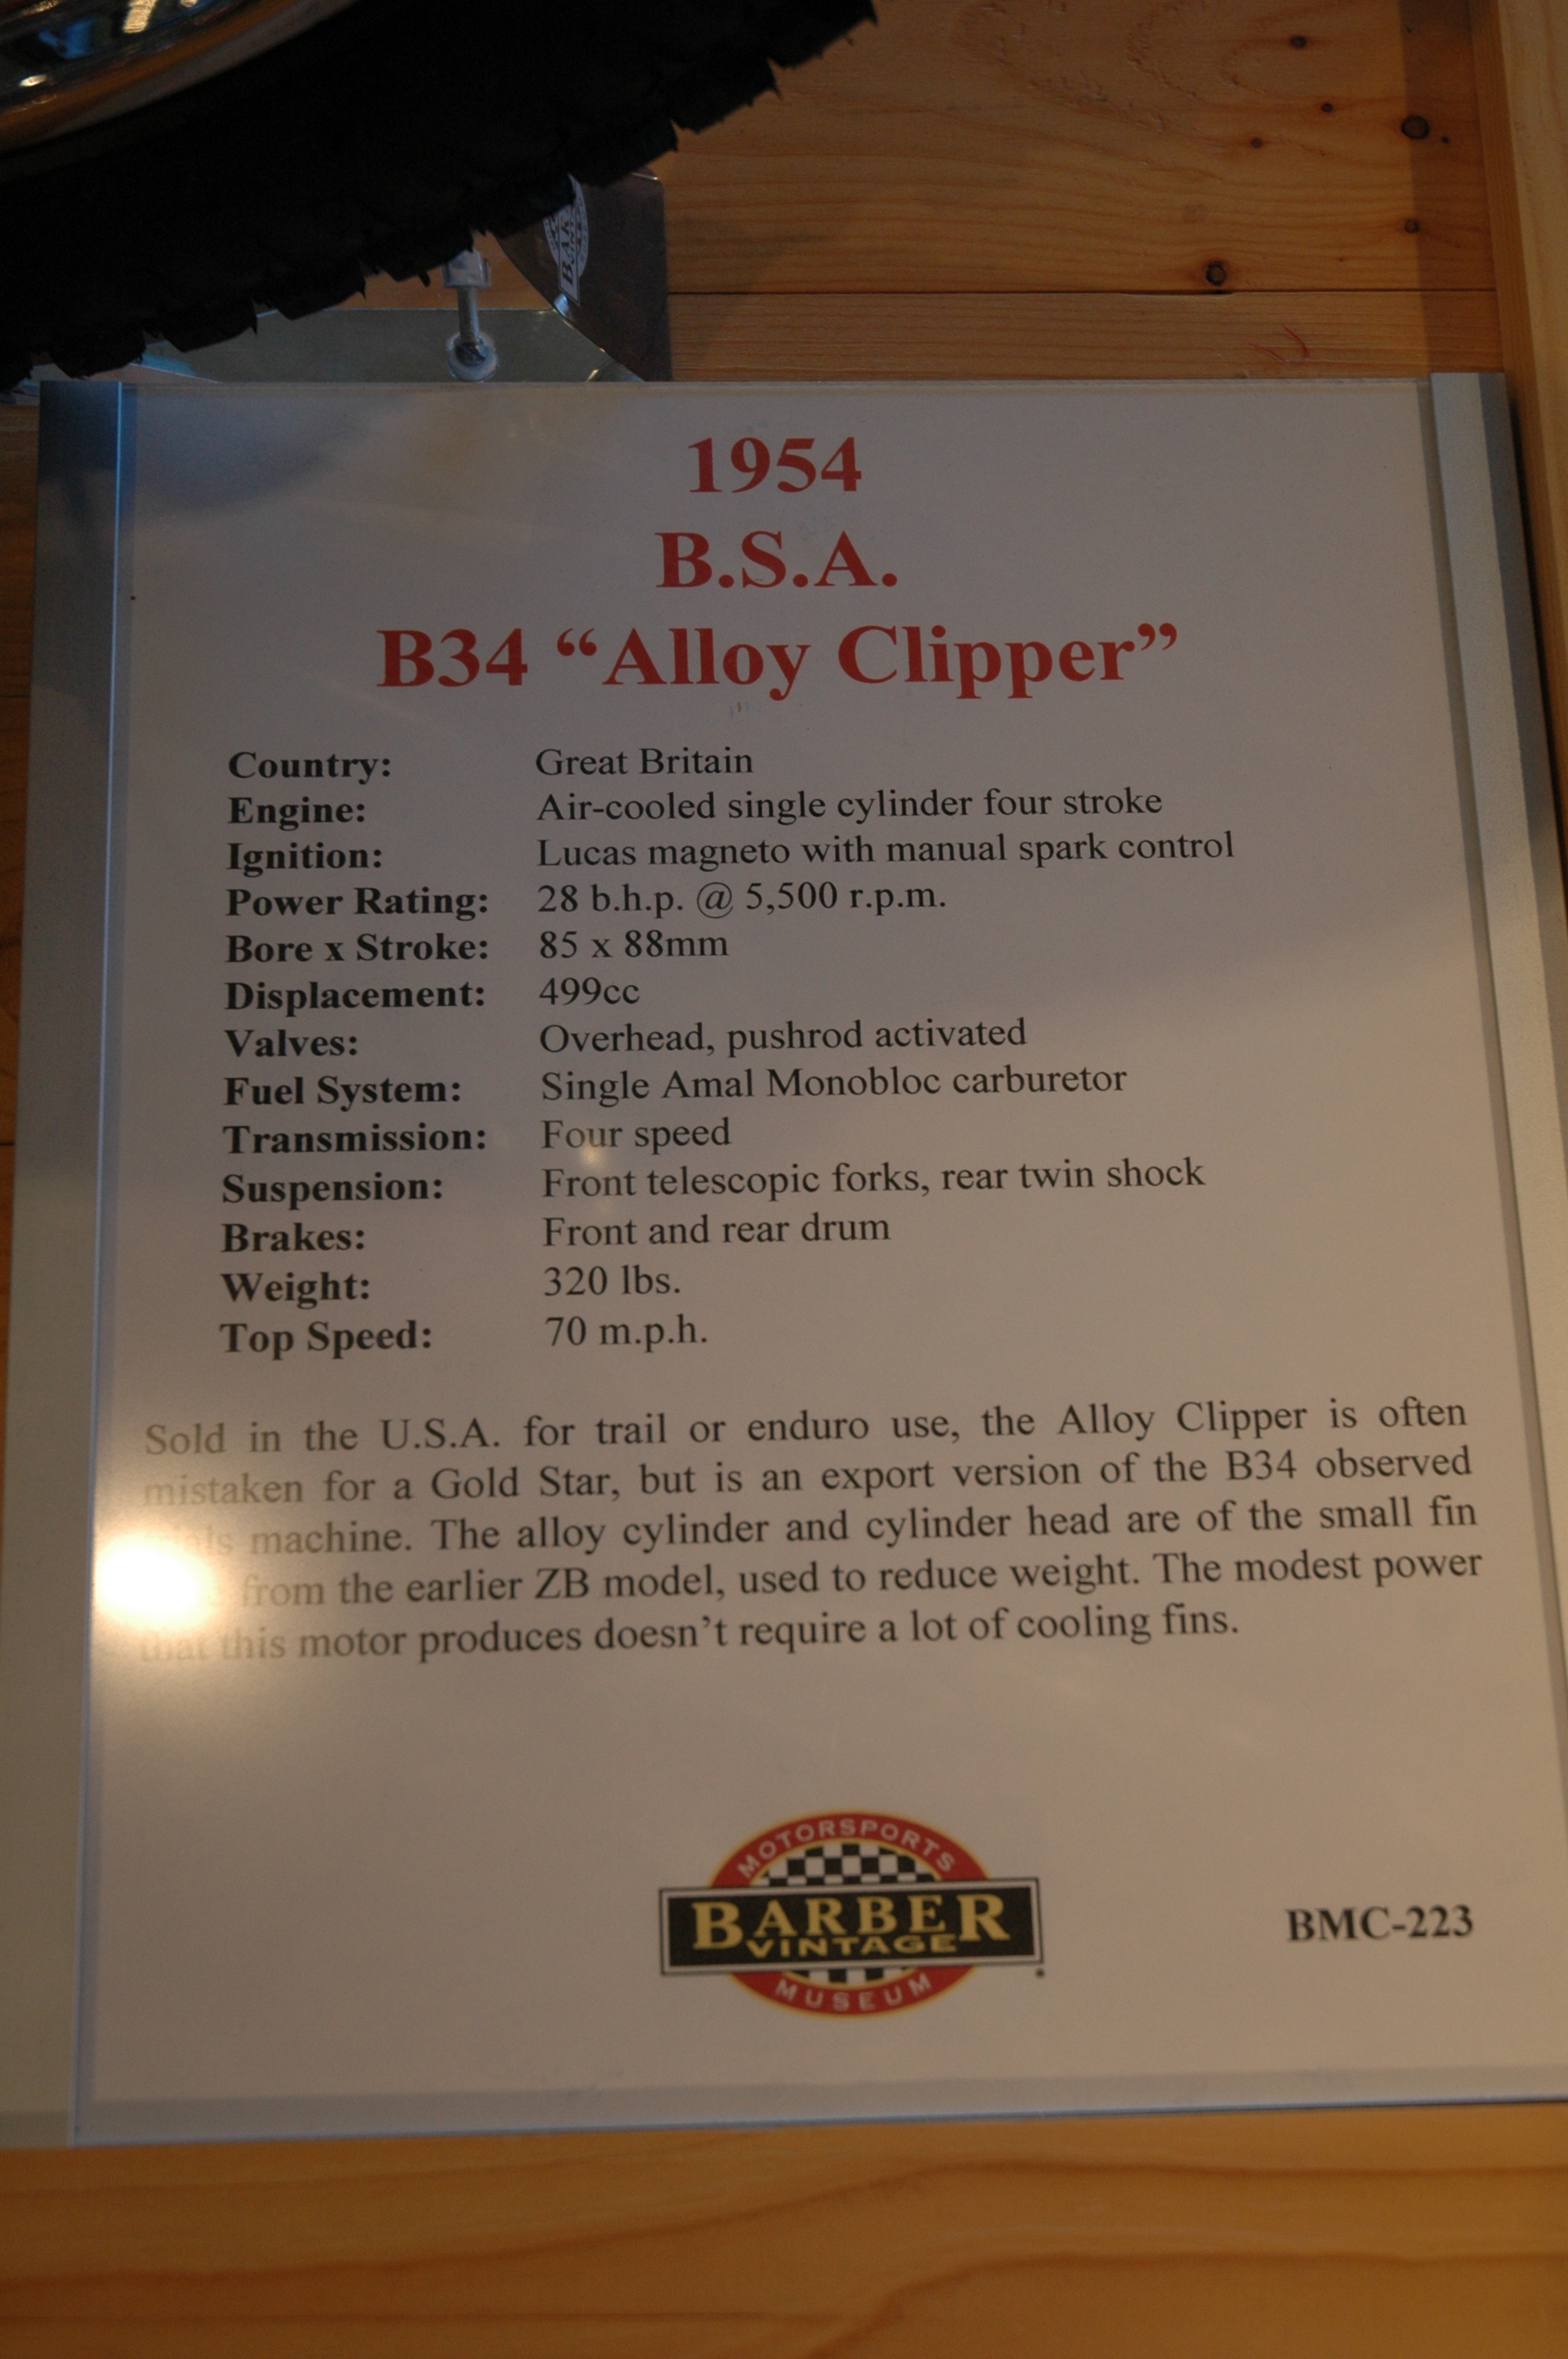 1954
B.S.A.
B34 “Alloy Clipper”
Country: Great Britain
Engine: Air-cooled single cylinder four stroke
Ignition: Lucas magneto with manual spark control
Power Rating: 28 b.h.p. @ 5,500 r.p.m.
Bore x Stroke: 85 x 88mm
Displacement: 499cc
Valves: Overhead, pushrod activated
Fuel System: Single Amal Monobloc carburetor
Transmission: Four speed
Suspension: Front telescopic forks, rear twin shock
Brakes: Front and rear drum
Weight: 320 lbs.
Top Speed: 70 m.p.h.
Sold in the U.S.A. for trail or enduro use, the Alloy Clipper is often
mistaken for a Gold Star, but is an export version of the B34 observed
machine. The alloy cylinder and cylinder head are of the small fin
from the earlier ZB model, used to reduce weight. The modest power
that this motor produces doesn’t require a lot of cooling fins.
MOTORSPORTS
BARBER
VINTAGE
MUSEUM
BMC-223